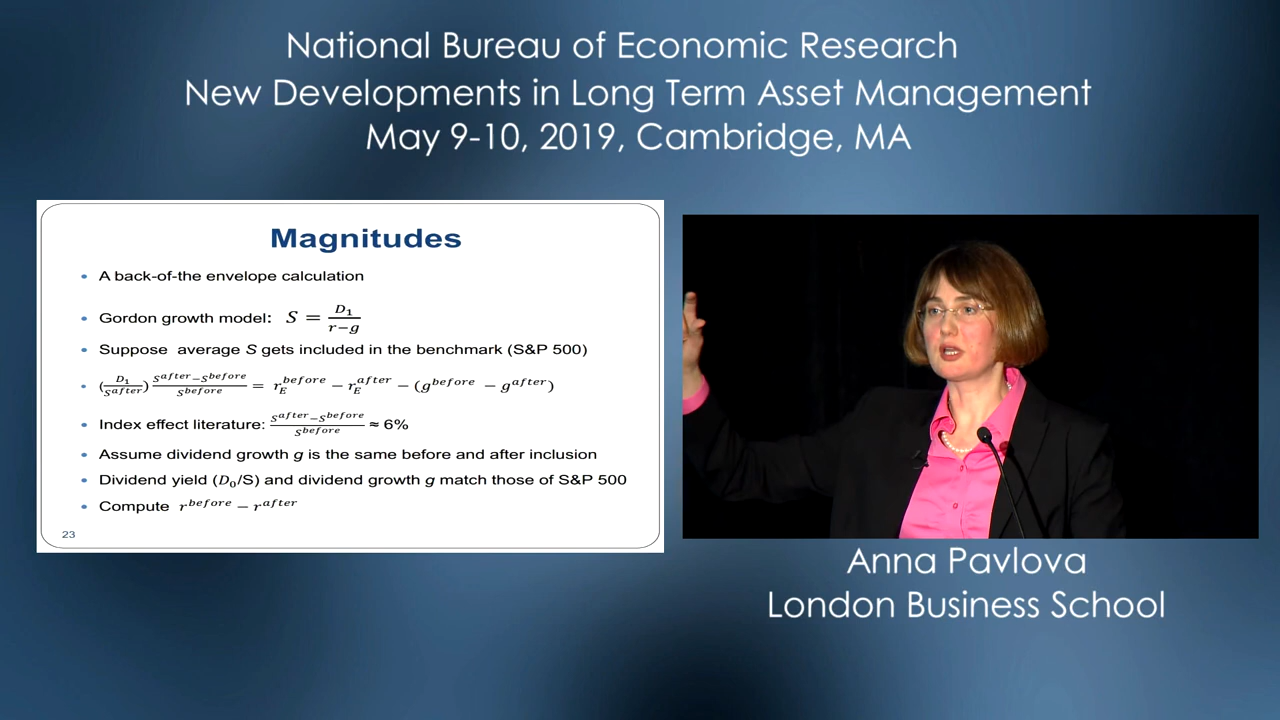 National Bureau of Economic Research
New Developments in Long Term Asset Management
May 9-10, 2019, Cambridge, MA
Magnitudes
• A back-of-the envelope calculation
• Gordon growth model: S = D₁/(r−g)
• Suppose average S gets included in the benchmark (S&P 500)
• (D₁/S^after) (S^after − S^before)/S^before = r_E^before − r_E^after − (g^before − g^after)
• Index effect literature: (S^after − S^before)/S^before ≈ 6%
• Assume dividend growth g is the same before and after inclusion
• Dividend yield (D₀/S) and dividend growth g match those of S&P 500
• Compute r^before − r^after
23
Anna Pavlova
London Business School